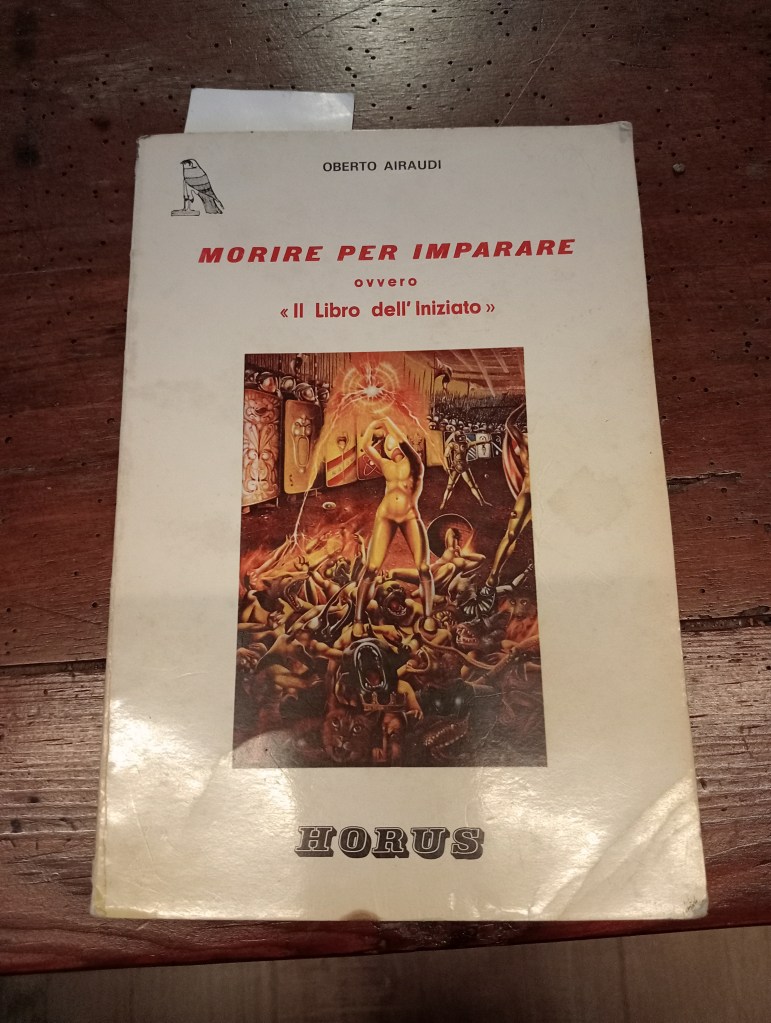 OBERTO AIRAUDI
MORIRE PER IMPARARE
ovvero
« Il Libro dell' Iniziato »
HORUS